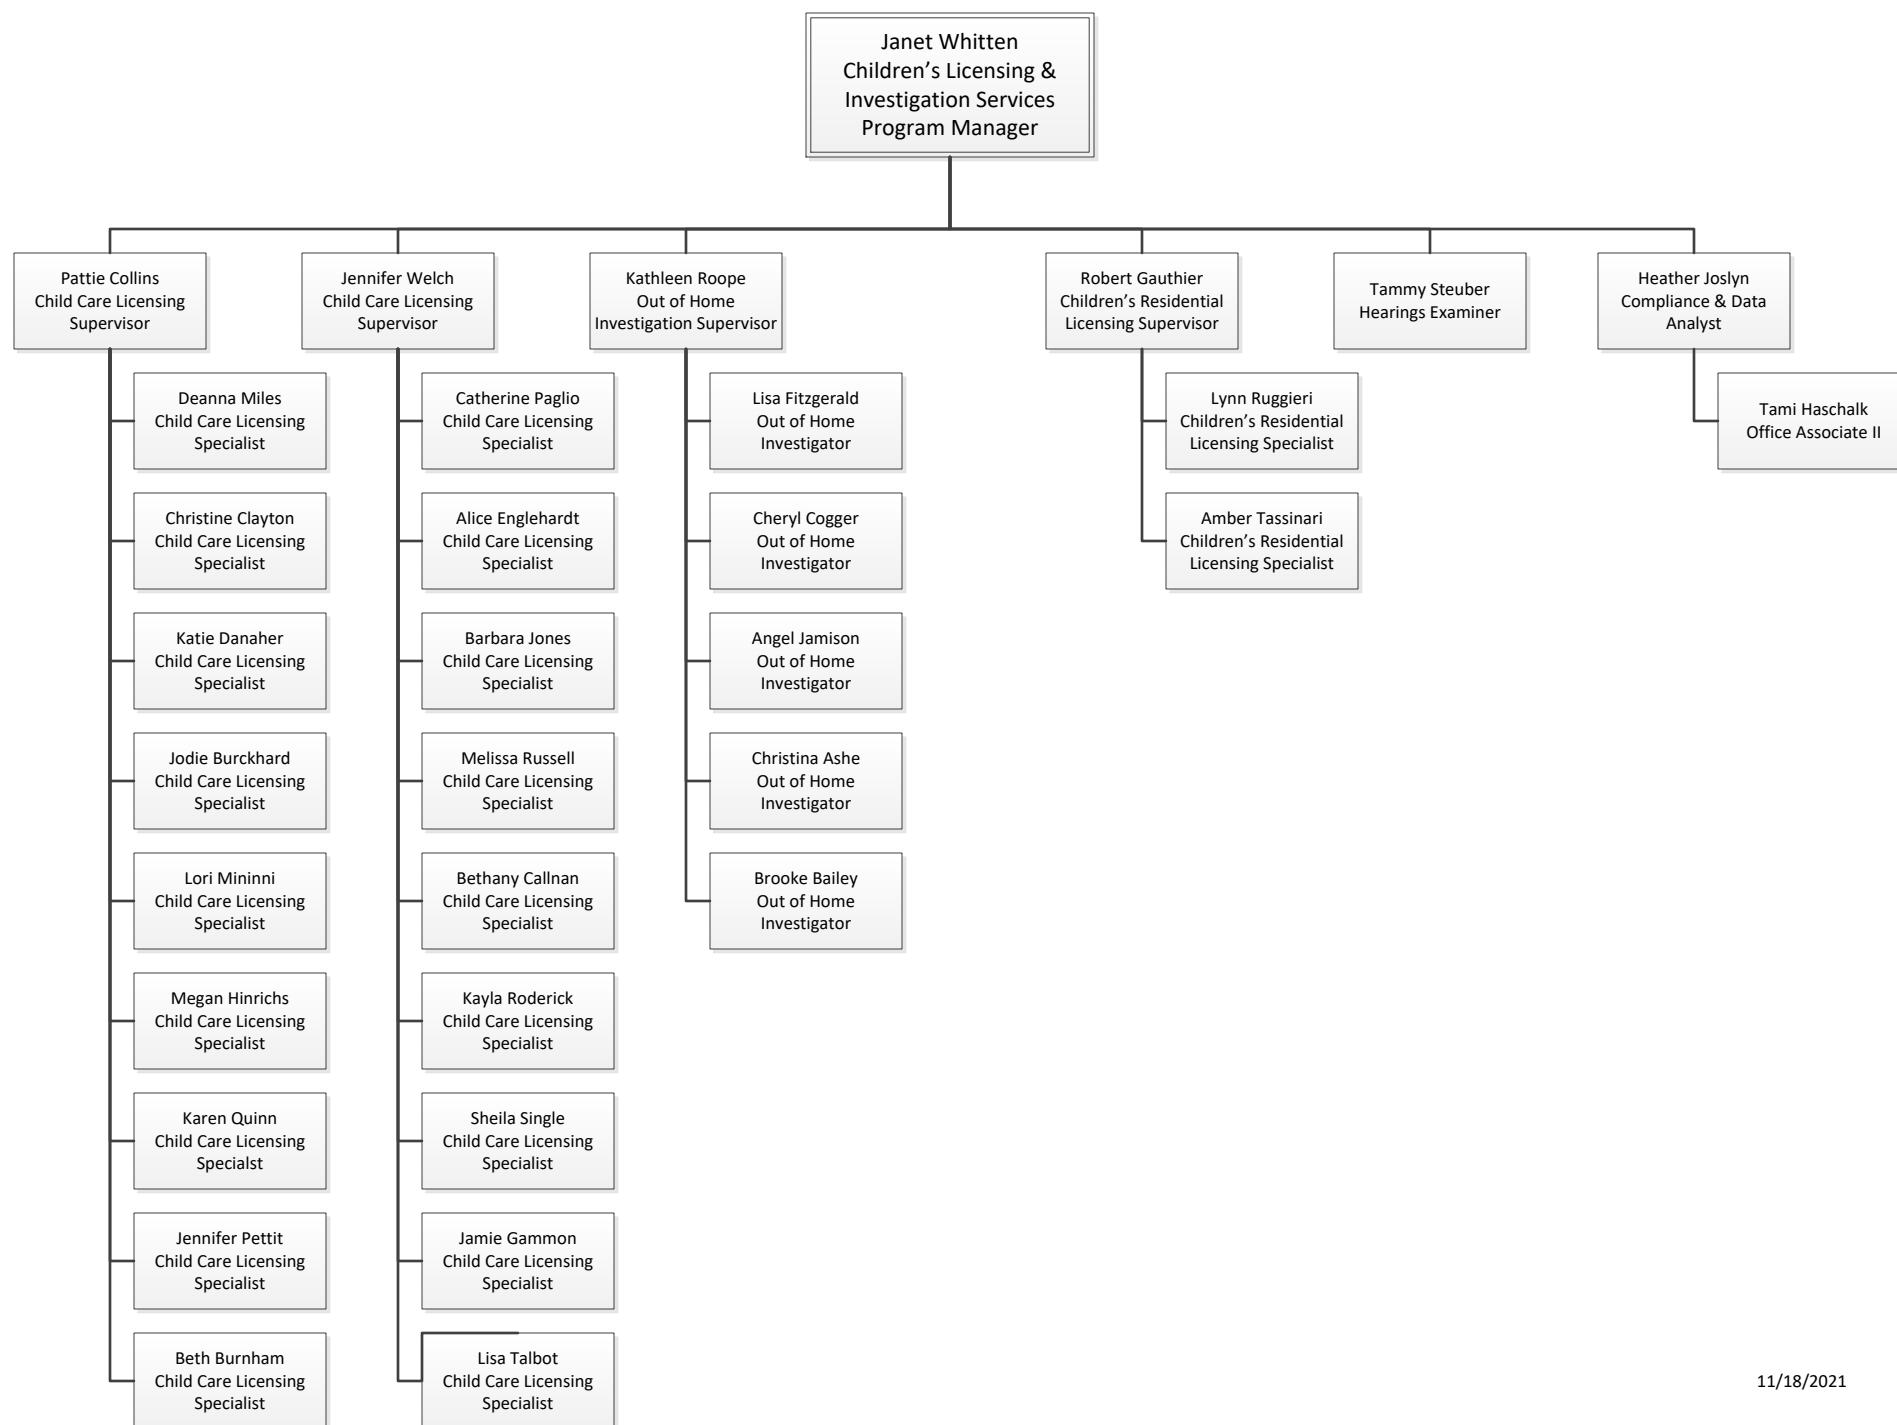 Janet Whitten
Children’s Licensing &
Investigation Services
Program Manager
Pattie Collins
Child Care Licensing
Supervisor
Deanna Miles
Child Care Licensing
Specialist
Christine Clayton
Child Care Licensing
Specialist
Katie Danaher
Child Care Licensing
Specialist
Jodie Burckhard
Child Care Licensing
Specialist
Lori Mininni
Child Care Licensing
Specialist
Megan Hinrichs
Child Care Licensing
Specialist
Karen Quinn
Child Care Licensing
Specialst
Jennifer Pettit
Child Care Licensing
Specialist
Beth Burnham
Child Care Licensing
Specialist
Jennifer Welch
Child Care Licensing
Supervisor
Catherine Paglio
Child Care Licensing
Specialist
Alice Englehardt
Child Care Licensing
Specialist
Barbara Jones
Child Care Licensing
Specialist
Melissa Russell
Child Care Licensing
Specialist
Bethany Callnan
Child Care Licensing
Specialist
Kayla Roderick
Child Care Licensing
Specialist
Sheila Single
Child Care Licensing
Specialist
Jamie Gammon
Child Care Licensing
Specialist
Lisa Talbot
Child Care Licensing
Specialist
Kathleen Roope
Out of Home
Investigation Supervisor
Lisa Fitzgerald
Out of Home
Investigator
Cheryl Cogger
Out of Home
Investigator
Angel Jamison
Out of Home
Investigator
Christina Ashe
Out of Home
Investigator
Brooke Bailey
Out of Home
Investigator
Robert Gauthier
Children’s Residential
Licensing Supervisor
Lynn Ruggieri
Children’s Residential
Licensing Specialist
Amber Tassinari
Children’s Residential
Licensing Specialist
Tammy Steuber
Hearings Examiner
Heather Joslyn
Compliance & Data
Analyst
Tami Haschalk
Office Associate II
11/18/2021